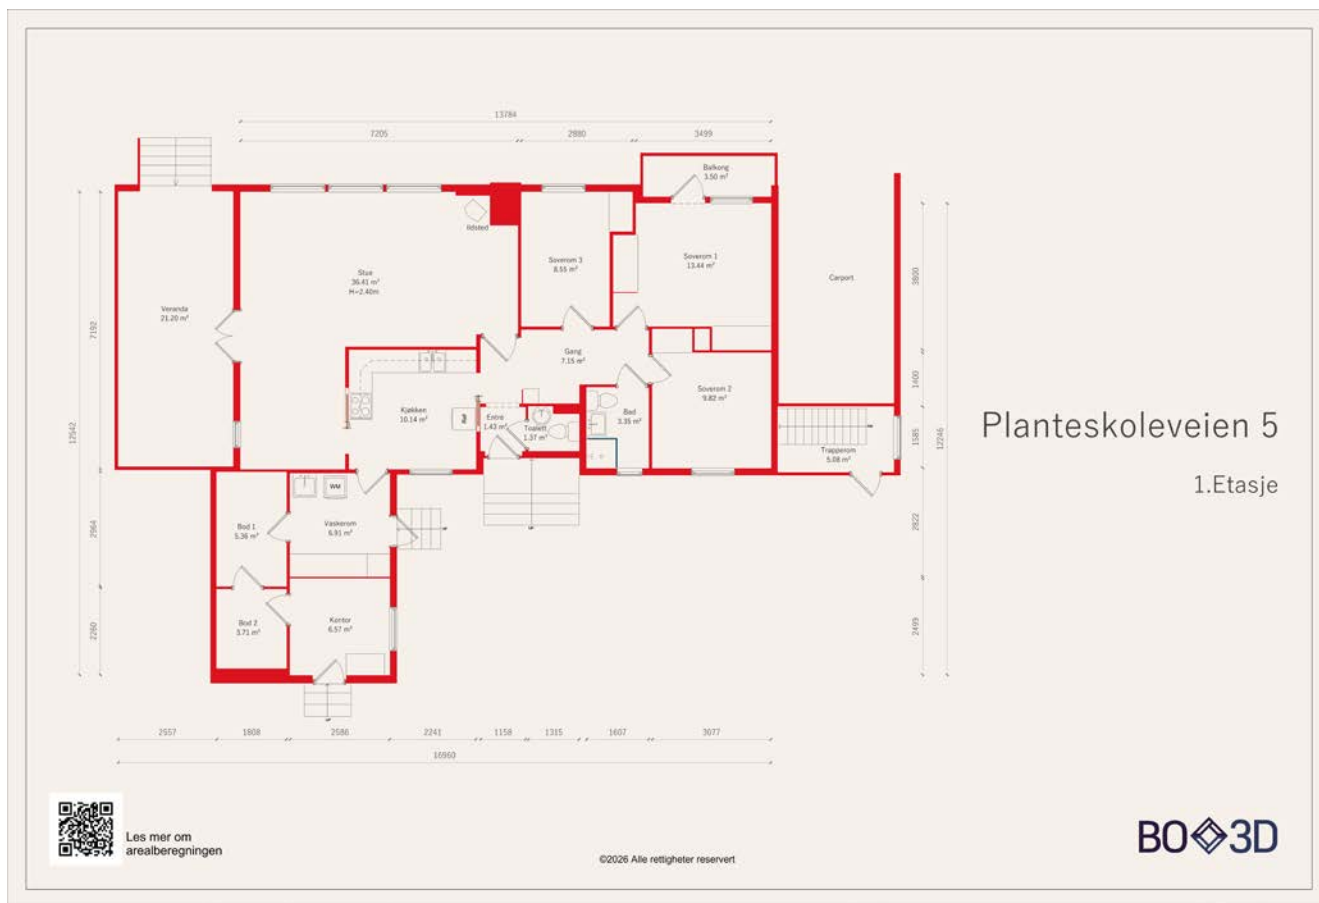 13784
7205
2880
3499
Balkong
3.50 m²
Ildsted
Soverom 3
8.55 m²
Soverom 1
13.44 m²
Stue
36.41 m²
H=2.40m
Carport
3800
Veranda
21.20 m²
7192
Gang
7.15 m²
1400
Soverom 2
9.82 m²
Kjøkken
10.14 m²
Entre
1.43 m²
Toalett
1.37 m²
Bad
3.35 m²
12542
1585
12246
Trapperom
5.08 m²
Planteskoleveien 5
1.Etasje
WM
Bod 1
5.36 m²
Vaskerom
6.91 m²
2964
2822
Bod 2
3.71 m²
Kontor
6.57 m²
2260
2499
2557
1808
2586
2241
1158
1315
1607
3077
16960
Les mer om
arealberegningen
©2026 Alle rettigheter reservert
BO 3D